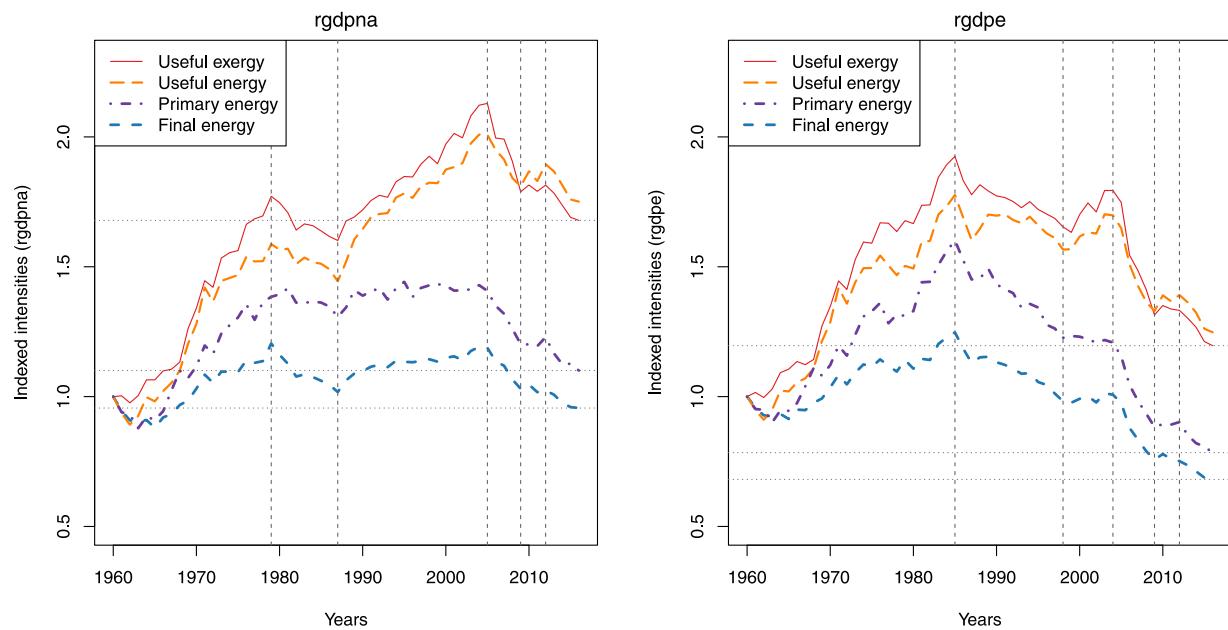 rgdpna
Useful exergy
Useful energy
Primary energy
Final energy
Indexed intensities (rgdpna)
2.0
1.5
1.0
0.5
1960 1970 1980 1990 2000 2010
Years
rgdpe
Useful exergy
Useful energy
Primary energy
Final energy
Indexed intensities (rgdpe)
2.0
1.5
1.0
0.5
1960 1970 1980 1990 2000 2010
Years